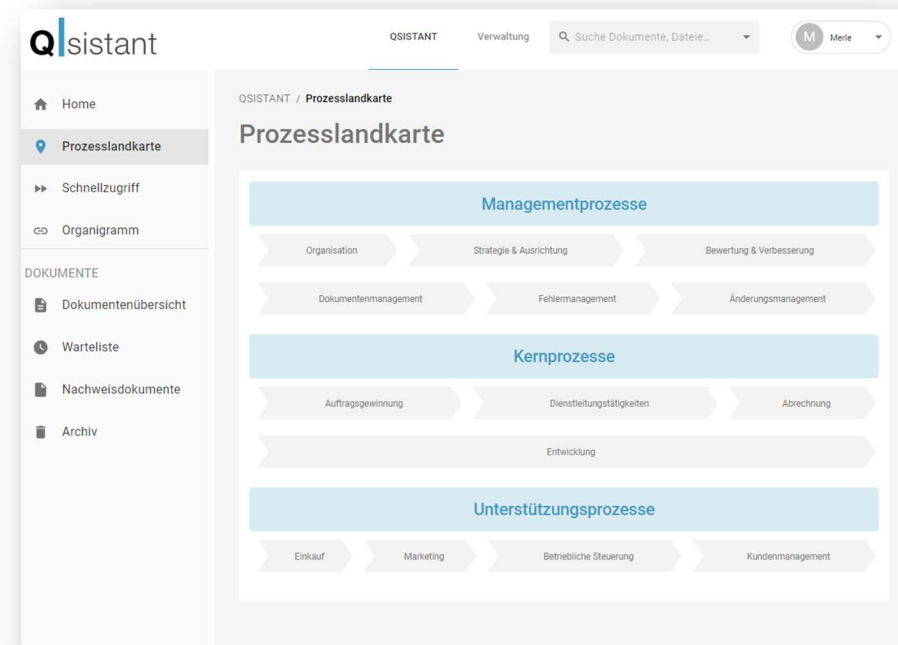 QSistant
QSISTANT
Verwaltung
Suche Dokumente, Dateie...
M
Merle
Home
Prozesslandkarte
Schnellzugriff
Organigramm
DOKUMENTE
Dokumentenübersicht
Warteliste
Nachweisdokumente
Archiv
QSISTANT / Prozesslandkarte
Prozesslandkarte
Managementprozesse
Organisation
Strategie & Ausrichtung
Bewertung & Verbesserung
Dokumentenmanagement
Fehlermanagement
Änderungsmanagement
Kernprozesse
Auftragsgewinnung
Dienstleitungstätigkeiten
Abrechnung
Entwicklung
Unterstützungsprozesse
Einkauf
Marketing
Betriebliche Steuerung
Kundenmanagement